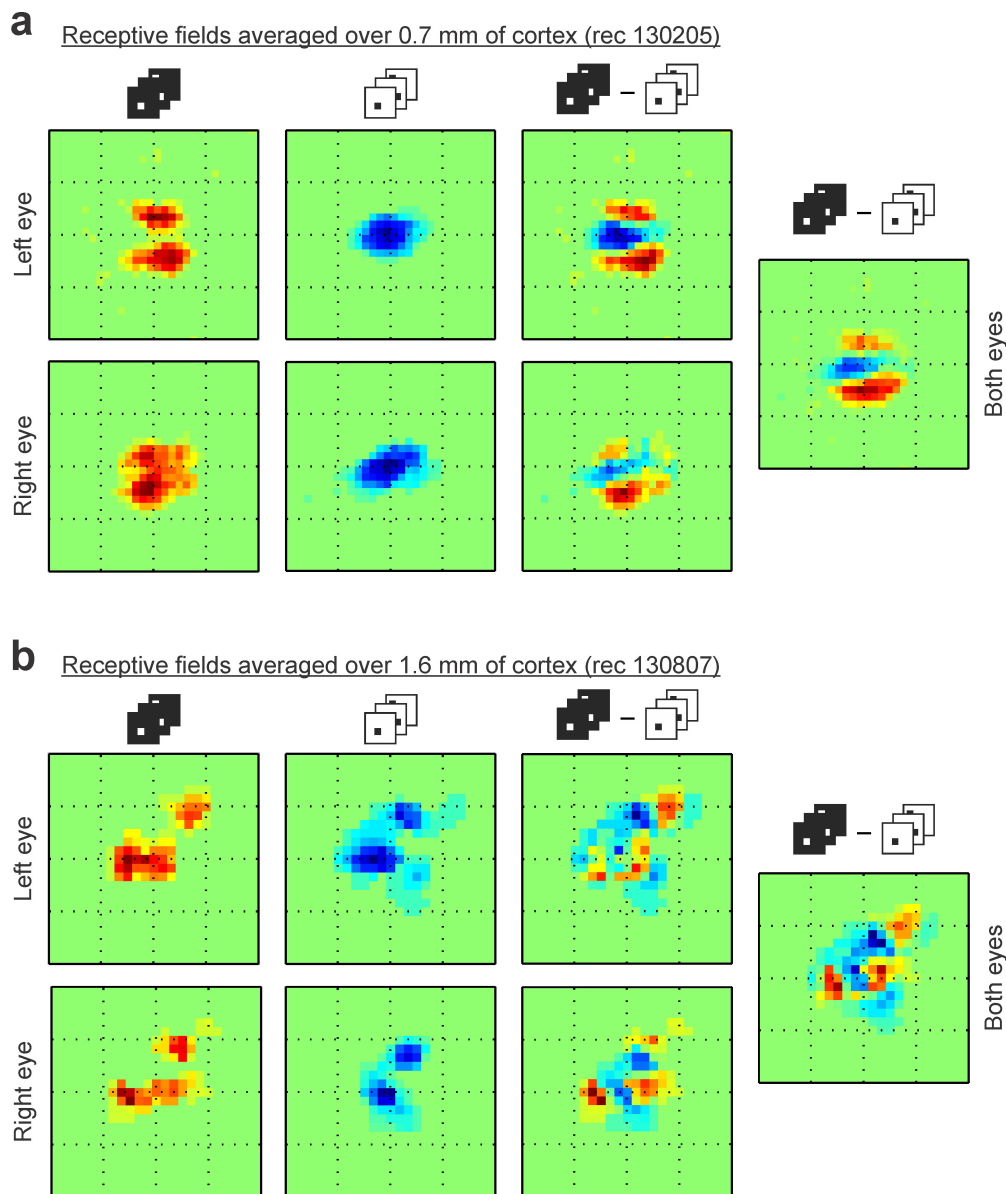 a
Receptive fields averaged over 0.7 mm of cortex (rec 130205)
–
Left eye
–
Both eyes
Right eye
b
Receptive fields averaged over 1.6 mm of cortex (rec 130807)
–
Left eye
–
Both eyes
Right eye